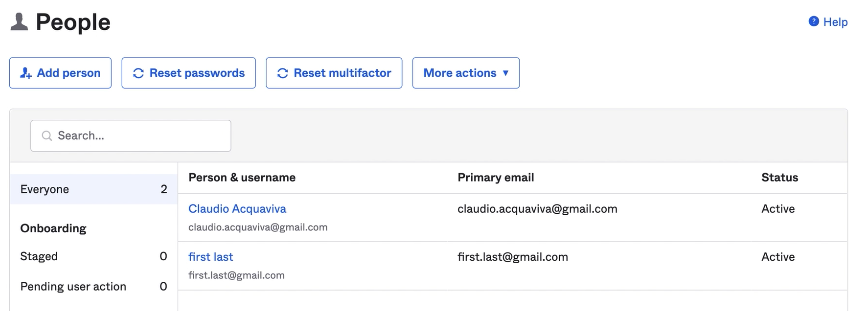 People
Help
Add person
Reset passwords
Reset multifactor
More actions
Search...
Everyone 2
Onboarding
Staged 0
Pending user action 0
Person & username Primary email Status
Claudio Acquaviva claudio.acquaviva@gmail.com Active
claudio.acquaviva@gmail.com
first last first.last@gmail.com Active
first.last@gmail.com